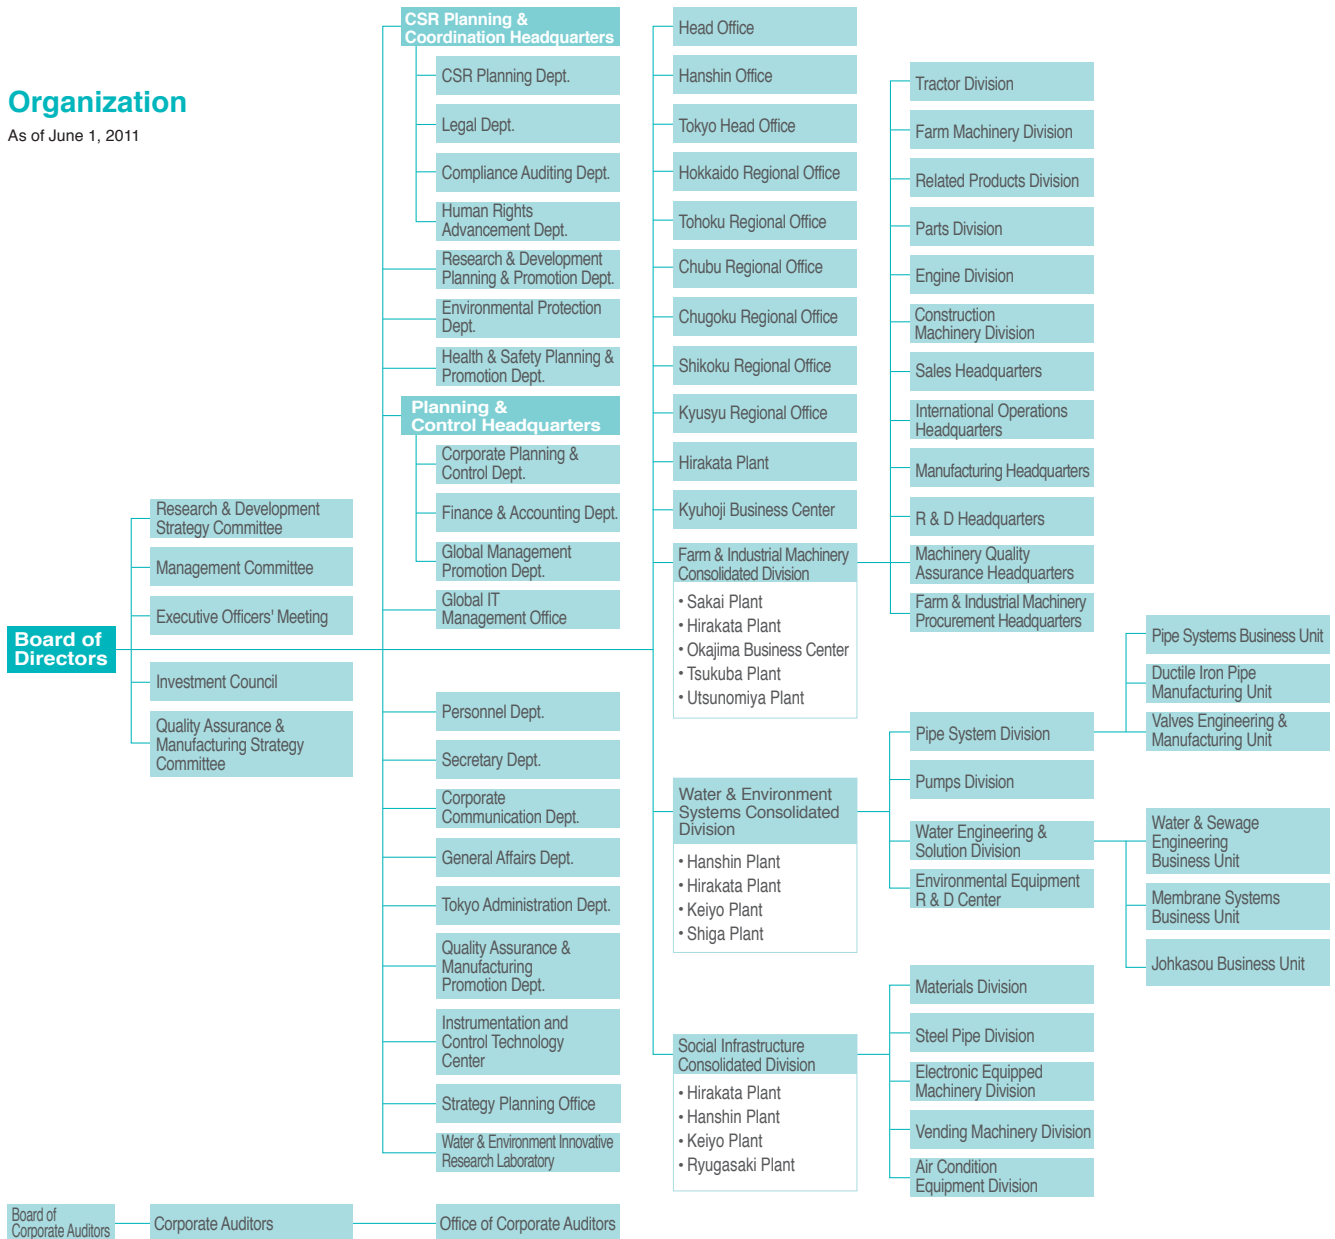 Organization
As of June 1, 2011
Board of
Directors
Research & Development
Strategy Committee
Management Committee
Executive Officers' Meeting
Investment Council
Quality Assurance &
Manufacturing Strategy
Committee
CSR Planning &
Coordination Headquarters
CSR Planning Dept.
Legal Dept.
Compliance Auditing Dept.
Human Rights
Advancement Dept.
Research & Development
Planning & Promotion Dept.
Environmental Protection
Dept.
Health & Safety Planning &
Promotion Dept.
Planning &
Control Headquarters
Corporate Planning &
Control Dept.
Finance & Accounting Dept.
Global Management
Promotion Dept.
Global IT
Management Office
Personnel Dept.
Secretary Dept.
Corporate
Communication Dept.
General Affairs Dept.
Tokyo Administration Dept.
Quality Assurance &
Manufacturing
Promotion Dept.
Instrumentation and
Control Technology
Center
Strategy Planning Office
Water & Environment Innovative
Research Laboratory
Head Office
Hanshin Office
Tokyo Head Office
Hokkaido Regional Office
Tohoku Regional Office
Chubu Regional Office
Chugoku Regional Office
Shikoku Regional Office
Kyusyu Regional Office
Hirakata Plant
Kyuhoji Business Center
Farm & Industrial Machinery
Consolidated Division
• Sakai Plant
• Hirakata Plant
• Okajima Business Center
• Tsukuba Plant
• Utsunomiya Plant
Water & Environment
Systems Consolidated
Division
• Hanshin Plant
• Hirakata Plant
• Keiyo Plant
• Shiga Plant
Social Infrastructure
Consolidated Division
• Hirakata Plant
• Hanshin Plant
• Keiyo Plant
• Ryugasaki Plant
Tractor Division
Farm Machinery Division
Related Products Division
Parts Division
Engine Division
Construction
Machinery Division
Sales Headquarters
International Operations
Headquarters
Manufacturing Headquarters
R & D Headquarters
Machinery Quality
Assurance Headquarters
Farm & Industrial Machinery
Procurement Headquarters
Pipe System Division
Pumps Division
Water Engineering &
Solution Division
Environmental Equipment
R & D Center
Materials Division
Steel Pipe Division
Electronic Equipped
Machinery Division
Vending Machinery Division
Air Condition
Equipment Division
Pipe Systems Business Unit
Ductile Iron Pipe
Manufacturing Unit
Valves Engineering &
Manufacturing Unit
Water & Sewage
Engineering
Business Unit
Membrane Systems
Business Unit
Johkasou Business Unit
Board of
Corporate Auditors
Corporate Auditors
Office of Corporate Auditors